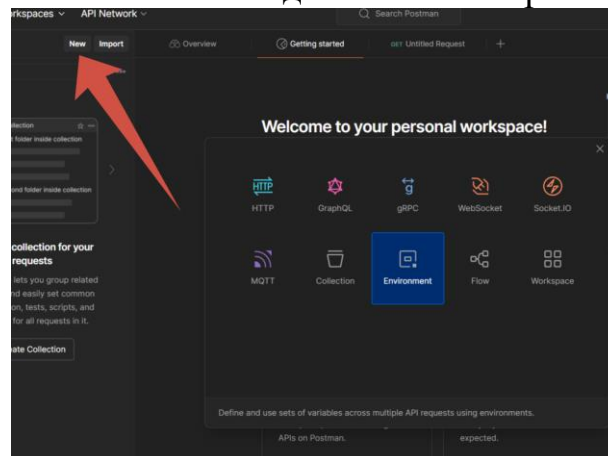 rkspaces API Network Search Postman
New Import Overview Getting started GET Untitled Request
Welcome to your personal workspace!
HTTP GraphQL gRPC WebSocket Socket.IO
MQTT Collection Environment Flow Workspace
Define and use sets of variables across multiple API requests using environments.
ollection
t folder inside collection
ond folder inside collection
collection for your
requests
lets you group related
nd easily set common
on, tests, scripts, and
for all requests in it.
ate Collection
APIs on Postman. expected.